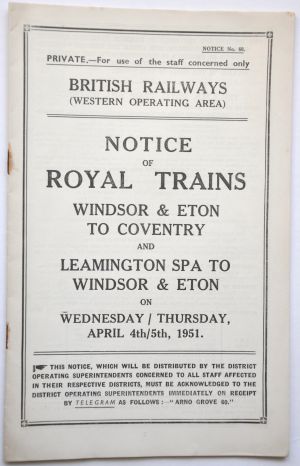 NOTICE No. 60.
PRIVATE.—For use of the staff concerned only
BRITISH RAILWAYS
(WESTERN OPERATING AREA)
NOTICE
OF
ROYAL TRAINS
WINDSOR & ETON
TO COVENTRY
AND
LEAMINGTON SPA TO
WINDSOR & ETON
ON
WEDNESDAY / THURSDAY,
APRIL 4th/5th, 1951.
☛ THIS NOTICE, WHICH WILL BE DISTRIBUTED BY THE DISTRICT
OPERATING SUPERINTENDENTS CONCERNED TO ALL STAFF AFFECTED
IN THEIR RESPECTIVE DISTRICTS, MUST BE ACKNOWLEDGED TO THE
DISTRICT OPERATING SUPERINTENDENTS IMMEDIATELY ON RECEIPT
BY TELEGRAM AS FOLLOWS :—"ARNO GROVE 60."